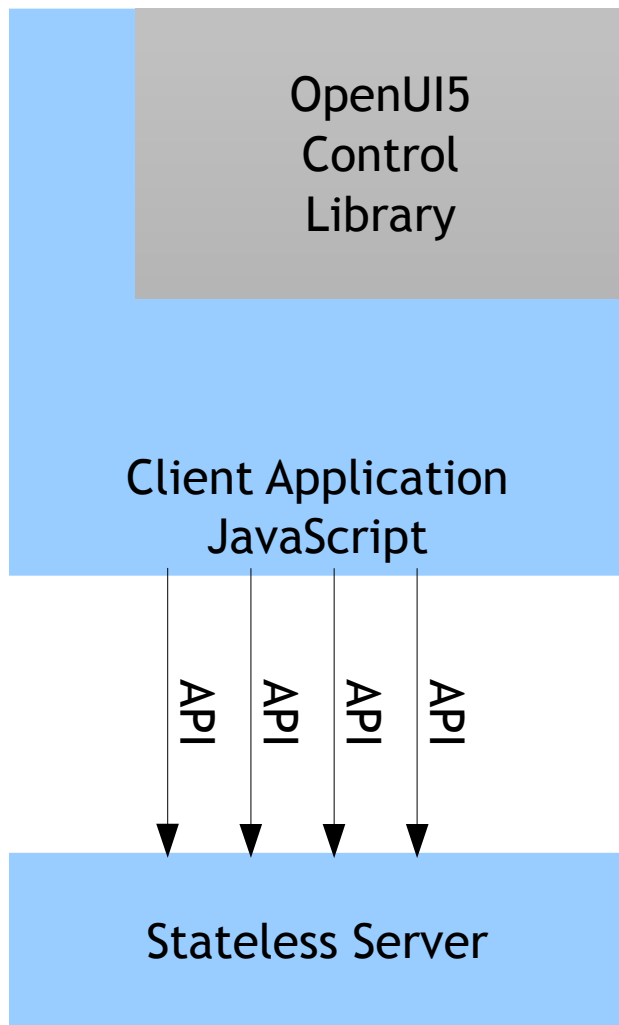 OpenUI5
Control
Library
Client Application
JavaScript
API
API
API
API
Stateless Server